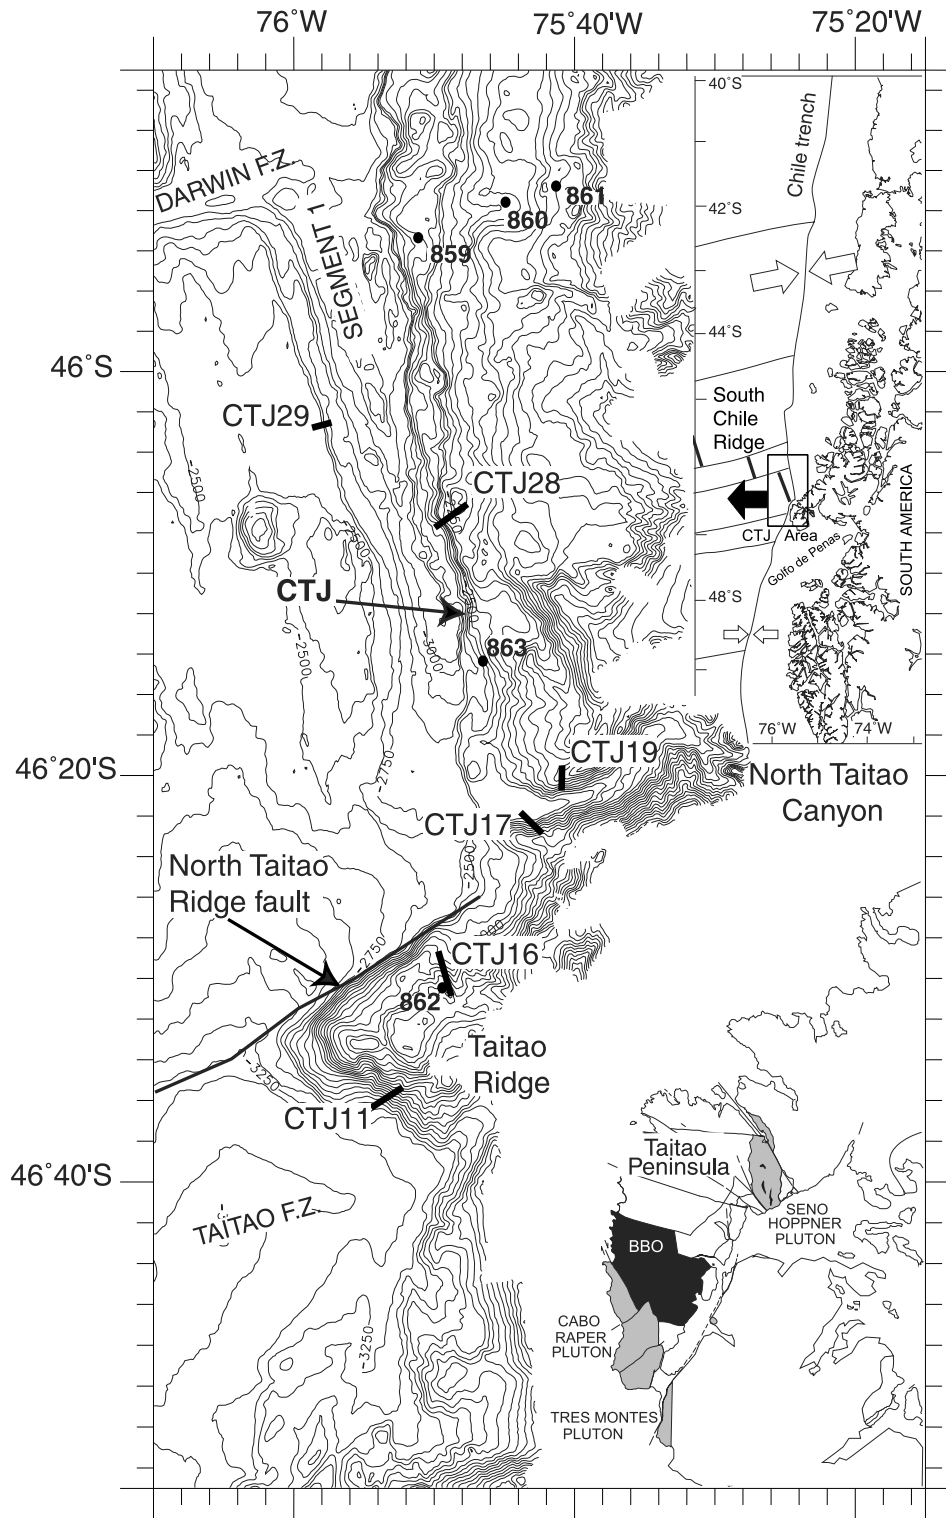 76°W
75°40'W
75°20'W
40°S
Chile trench
DARWIN F.Z.
861
860
42°S
SEGMENT 1
859
44°S
46°S
South
Chile
Ridge
CTJ29
-2500
CTJ28
SOUTH AMERICA
CTJ Area
Golfo de Penas
CTJ
48°S
-2500
-3000
863
76°W
74°W
CTJ19
-2750
46°20'S
North Taitao
Canyon
CTJ17
-2500
North Taitao
Ridge fault
-2750
CTJ16
862
Taitao
Ridge
-3250
CTJ11
Taitao
Peninsula
46°40'S
TAITAO F.Z.
SENO
HOPPNER
PLUTON
BBO
CABO
RAPER
PLUTON
-3250
TRES MONTES
PLUTON